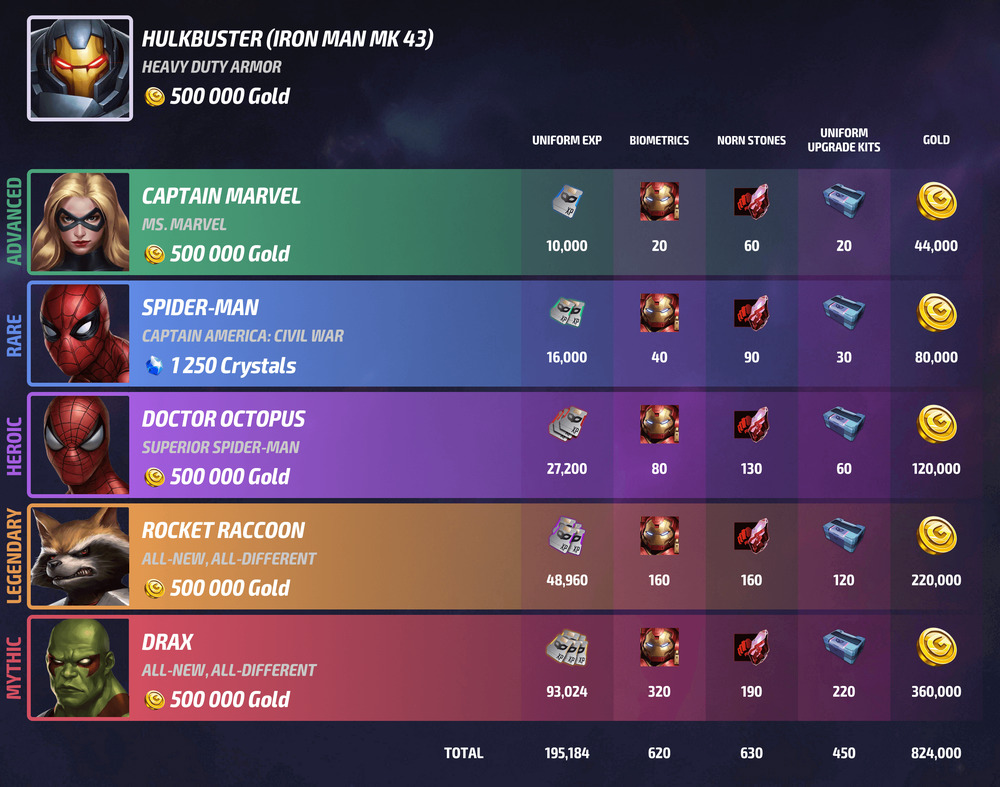 HULKBUSTER (IRON MAN MK 43)
HEAVY DUTY ARMOR
500 000 Gold
UNIFORM EXP
BIOMETRICS
NORN STONES
UNIFORM
UPGRADE KITS
GOLD
ADVANCED
CAPTAIN MARVEL
MS. MARVEL
500 000 Gold
10,000
20
60
20
44,000
RARE
SPIDER-MAN
CAPTAIN AMERICA: CIVIL WAR
1 250 Crystals
16,000
40
90
30
80,000
HEROIC
DOCTOR OCTOPUS
SUPERIOR SPIDER-MAN
500 000 Gold
27,200
80
130
60
120,000
LEGENDARY
ROCKET RACCOON
ALL-NEW, ALL-DIFFERENT
500 000 Gold
48,960
160
160
120
220,000
MYTHIC
DRAX
ALL-NEW, ALL-DIFFERENT
500 000 Gold
93,024
320
190
220
360,000
TOTAL
195,184
620
630
450
824,000